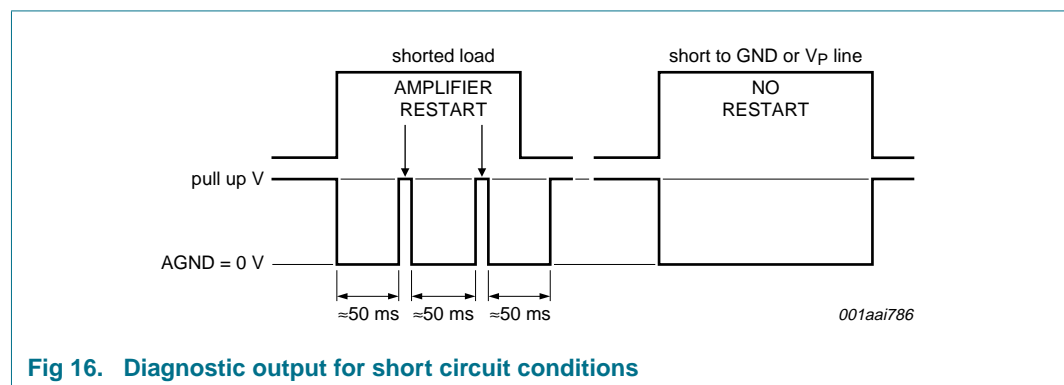 shorted load
short to GND or VP line
AMPLIFIER
RESTART
NO
RESTART
pull up V
AGND = 0 V
≈50 ms ≈50 ms ≈50 ms
001aai786
Fig 16. Diagnostic output for short circuit conditions